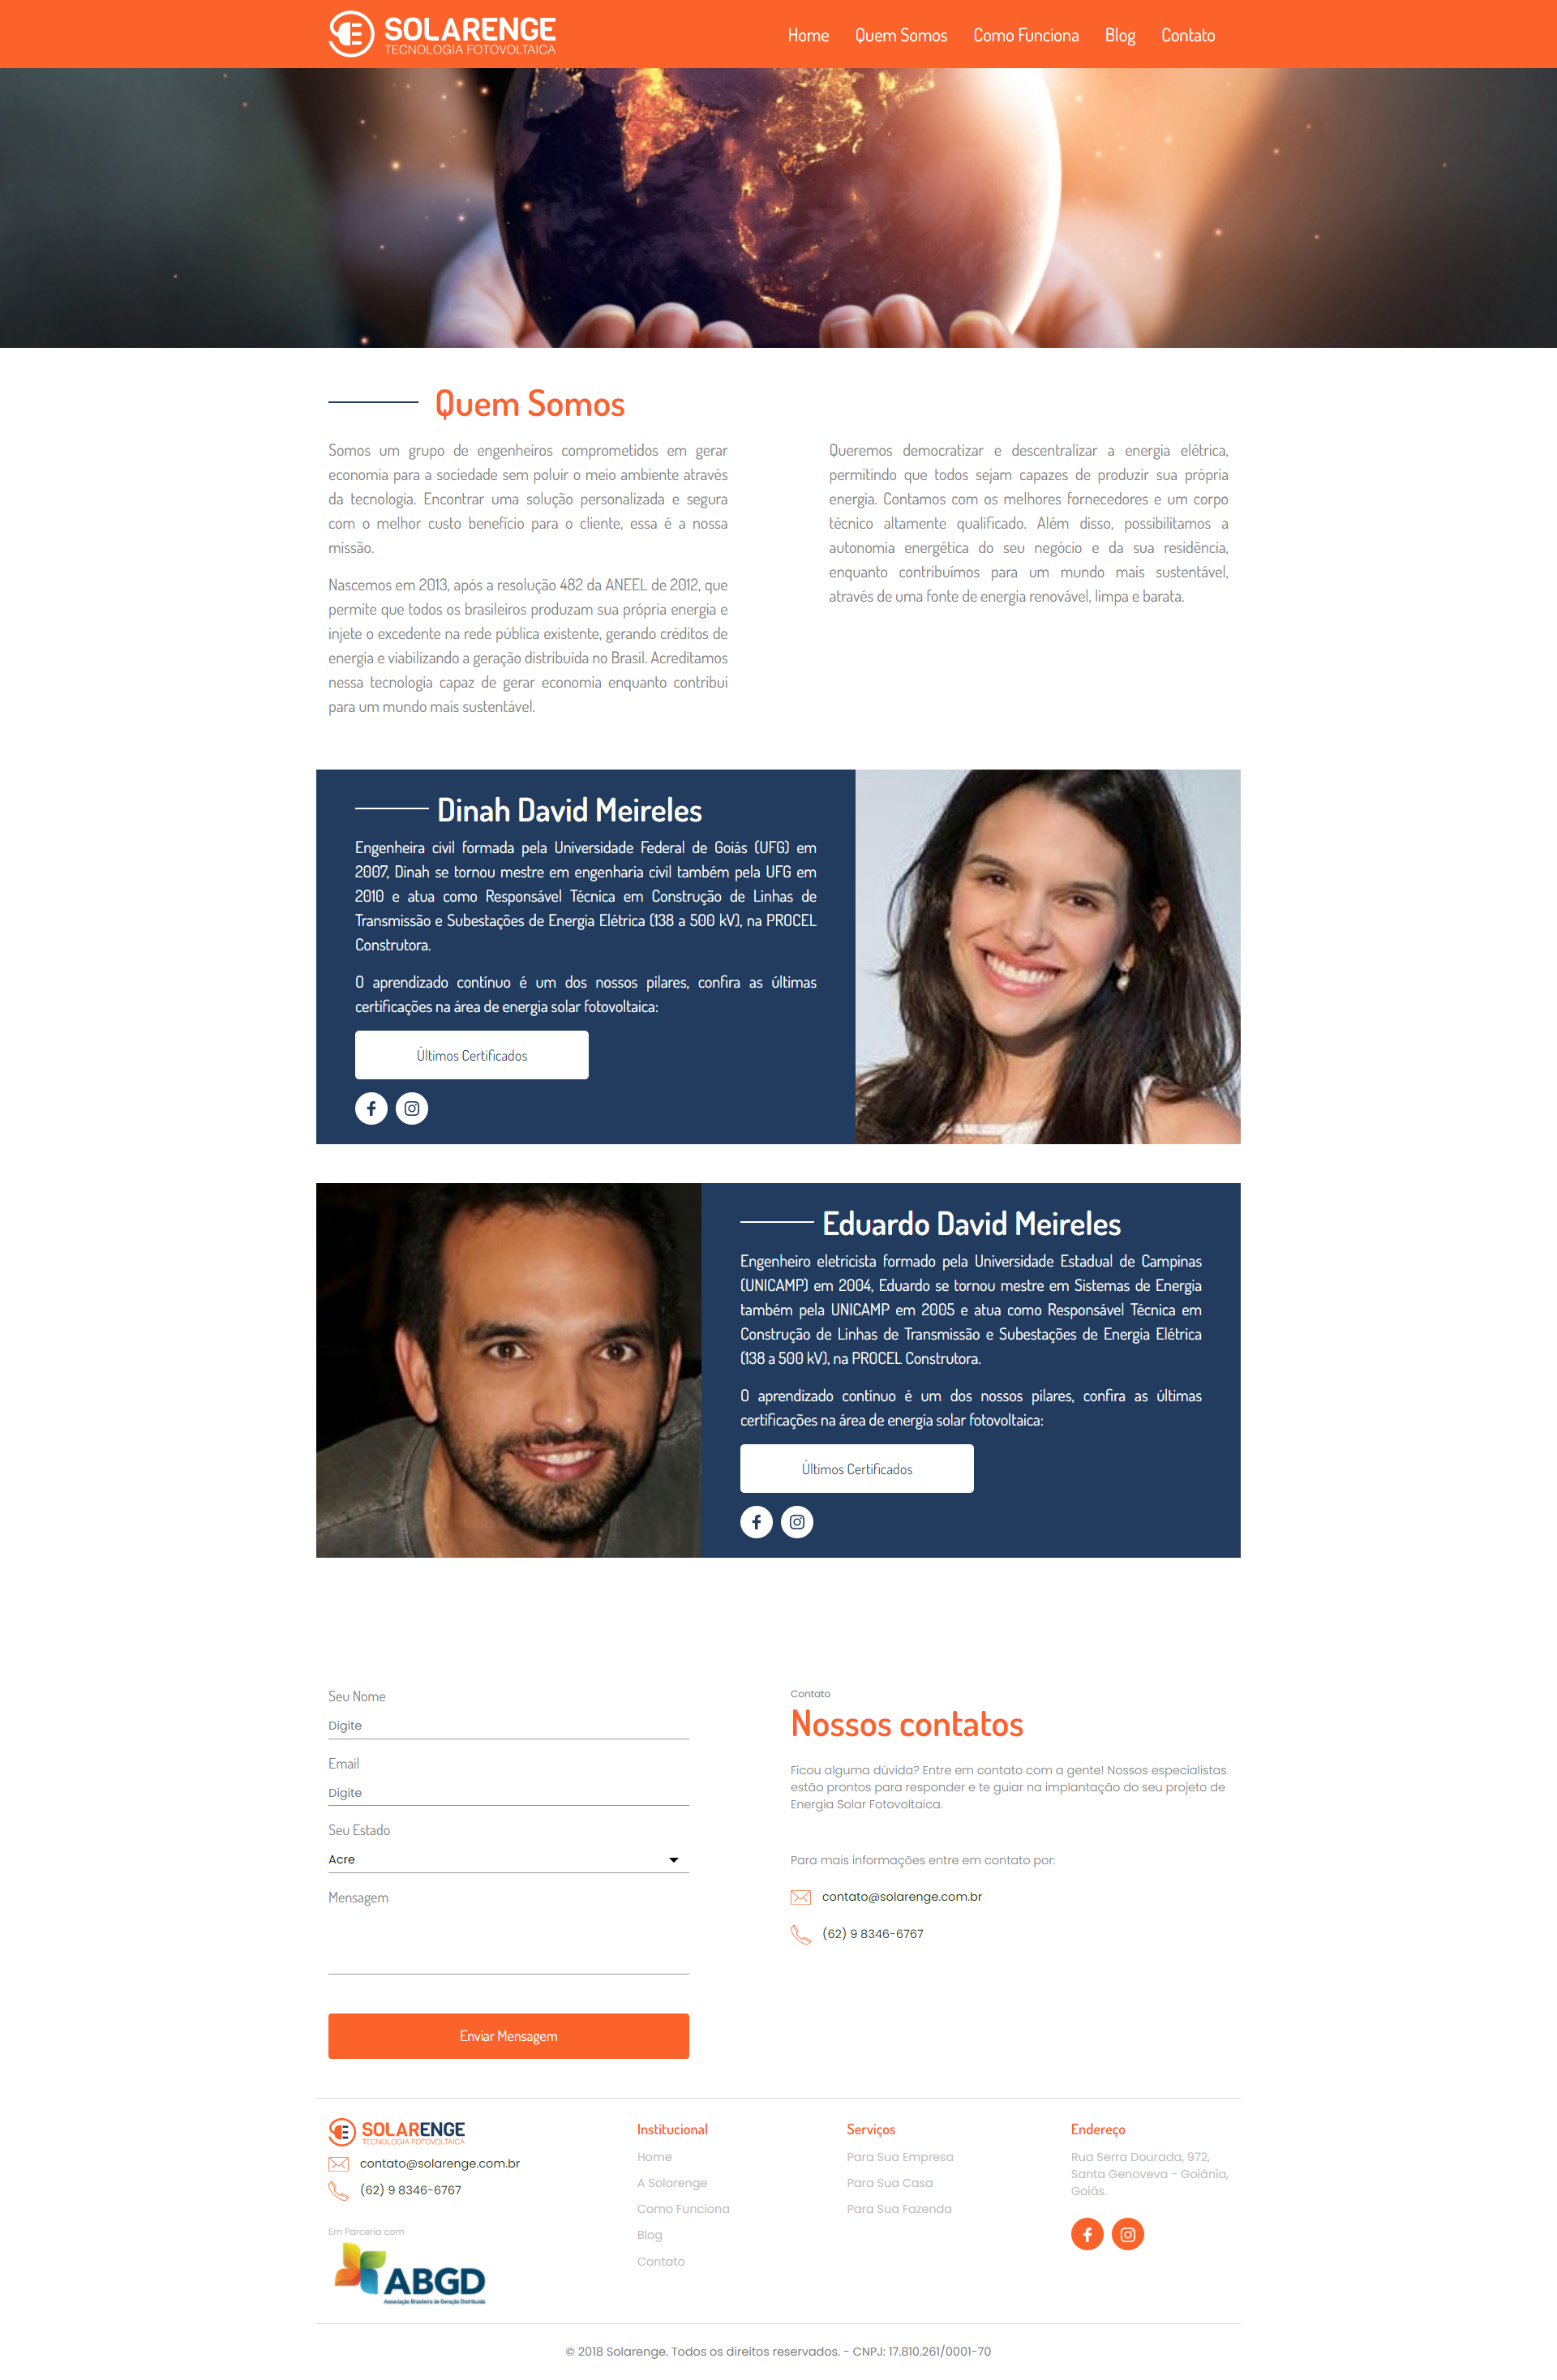 SOLARENGE
TECNOLOGIA FOTOVOLTAICA
Home Quem Somos Como Funciona Blog Contato
Quem Somos
Somos um grupo de engenheiros comprometidos em gerar
economia para a sociedade sem poluir o meio ambiente através
da tecnologia. Encontrar uma solução personalizada e segura
com o melhor custo benefício para o cliente, essa é a nossa
missão.
Nascemos em 2013, após a resolução 482 da ANEEL de 2012, que
permite que todos os brasileiros produzam sua própria energia e
injete o excedente na rede pública existente, gerando créditos de
energia e viabilizando a geração distribuída no Brasil. Acreditamos
nessa tecnologia capaz de gerar economia enquanto contribui
para um mundo mais sustentável.
Queremos democratizar e descentralizar a energia elétrica,
permitindo que todos sejam capazes de produzir sua própria
energia. Contamos com os melhores fornecedores e um corpo
técnico altamente qualificado. Além disso, possibilitamos a
autonomia energética do seu negócio e da sua residência,
enquanto contribuímos para um mundo mais sustentável,
através de uma fonte de energia renovável, limpa e barata.
Dinah David Meireles
Engenheira civil formada pela Universidade Federal de Goiás (UFG) em
2007, Dinah se tornou mestre em engenharia civil também pela UFG em
2010 e atua como Responsável Técnica em Construção de Linhas de
Transmissão e Subestações de Energia Elétrica (138 a 500 kV), na PROCEL
Construtora.
O aprendizado contínuo é um dos nossos pilares, confira as últimas
certificações na área de energia solar fotovoltaica:
Últimos Certificados
Eduardo David Meireles
Engenheiro eletricista formado pela Universidade Estadual de Campinas
(UNICAMP) em 2004, Eduardo se tornou mestre em Sistemas de Energia
também pela UNICAMP em 2005 e atua como Responsável Técnica em
Construção de Linhas de Transmissão e Subestações de Energia Elétrica
(138 a 500 kV), na PROCEL Construtora.
O aprendizado contínuo é um dos nossos pilares, confira as últimas
certificações na área de energia solar fotovoltaica:
Últimos Certificados
Seu Nome
Digite
Email
Digite
Seu Estado
Acre
Mensagem
Enviar Mensagem
Contato
Nossos contatos
Ficou alguma dúvida? Entre em contato com a gente! Nossos especialistas
estão prontos para responder e te guiar na implantação do seu projeto de
Energia Solar Fotovoltaica.
Para mais informações entre em contato por:
contato@solarenge.com.br
(62) 9 8346-6767
SOLARENGE
TECNOLOGIA FOTOVOLTAICA
contato@solarenge.com.br
(62) 9 8346-6767
Em Parceria com
ABGD
Associação Brasileira de Geração Distribuída
Institucional
Home
A Solarenge
Como Funciona
Blog
Contato
Serviços
Para Sua Empresa
Para Sua Casa
Para Sua Fazenda
Endereço
Rua Serra Dourada, 972,
Santa Genoveva - Goiânia,
Goiás.
© 2018 Solarenge. Todos os direitos reservados. - CNPJ: 17.810.261/0001-70